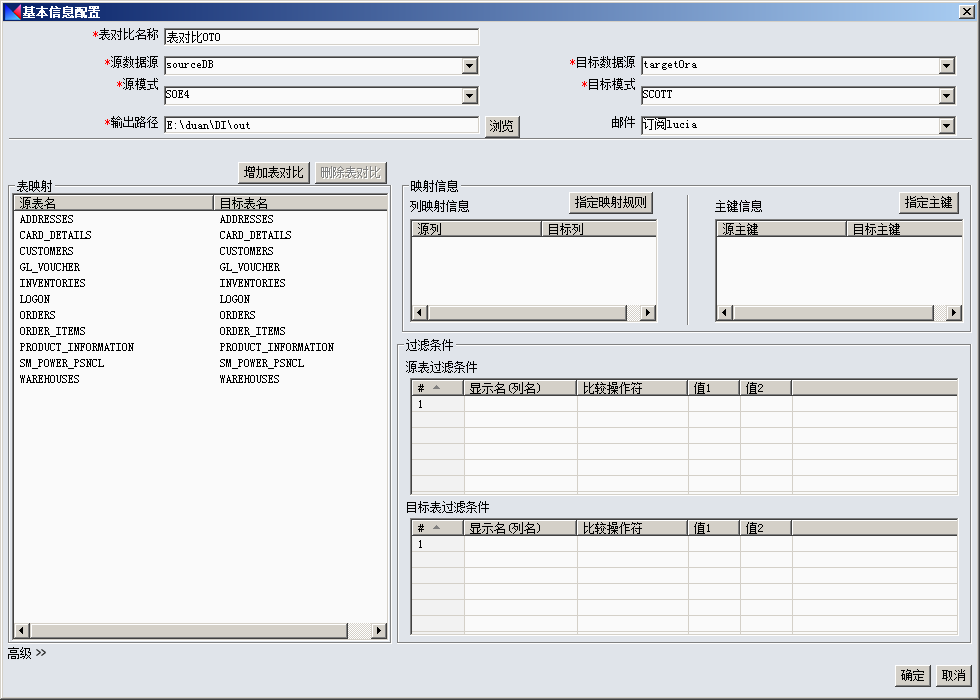 基本信息配置
*表对比名称 表对比OTO
*源数据源 sourceDB *目标数据源 targetOra
*源模式 SOE4 *目标模式 SCOTT
*输出路径 E:\duan\DI\out 浏览 邮件 订阅lucia
增加表对比 删除表对比
表映射
源表名 目标表名
ADDRESSES ADDRESSES
CARD_DETAILS CARD_DETAILS
CUSTOMERS CUSTOMERS
GL_VOUCHER GL_VOUCHER
INVENTORIES INVENTORIES
LOGON LOGON
ORDERS ORDERS
ORDER_ITEMS ORDER_ITEMS
PRODUCT_INFORMATION PRODUCT_INFORMATION
SM_POWER_PSNCL SM_POWER_PSNCL
WAREHOUSES WAREHOUSES
映射信息
列映射信息 指定映射规则 主键信息 指定主键
源列 目标列 源主键 目标主键
过滤条件
源表过滤条件
# 显示名(列名) 比较操作符 值1 值2
1
目标表过滤条件
# 显示名(列名) 比较操作符 值1 值2
1
高级 >>
确定 取消